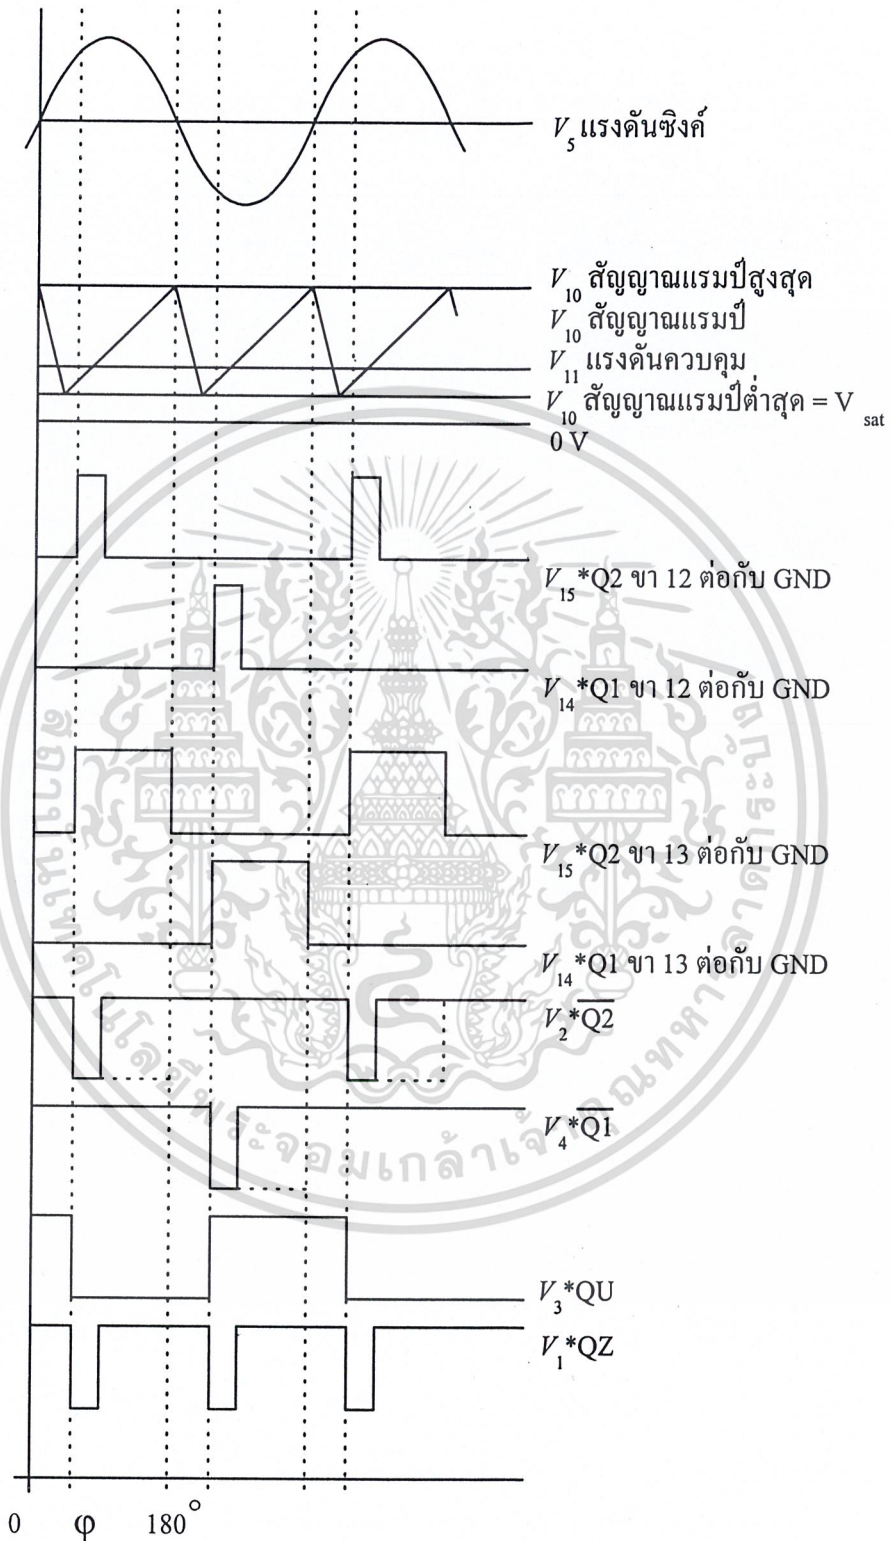 V5 แรงดันซิงค์
V10 สัญญาณแรมป์สูงสุด
V10 สัญญาณแรมป์
V11 แรงดันควบคุม
V10 สัญญาณแรมป์ต่ำสุด = Vsat
0 V
V15*Q2 ขา 12 ต่อกับ GND
V14*Q1 ขา 12 ต่อกับ GND
V15*Q2 ขา 13 ต่อกับ GND
V14*Q1 ขา 13 ต่อกับ GND
V2*Q̅2̅
V4*Q̅1̅
V3*QU
V1*QZ
0 φ 180°